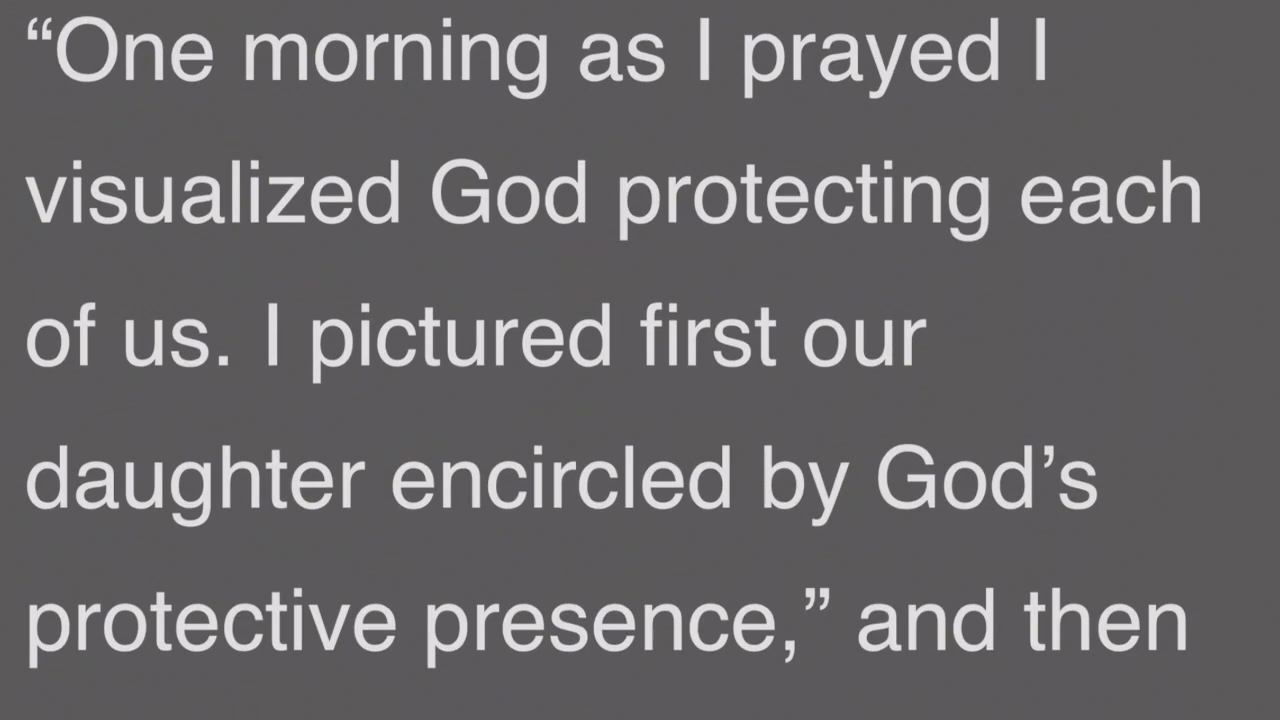 “One morning as I prayed I
visualized God protecting each
of us. I pictured first our
daughter encircled by God’s
protective presence,” and then